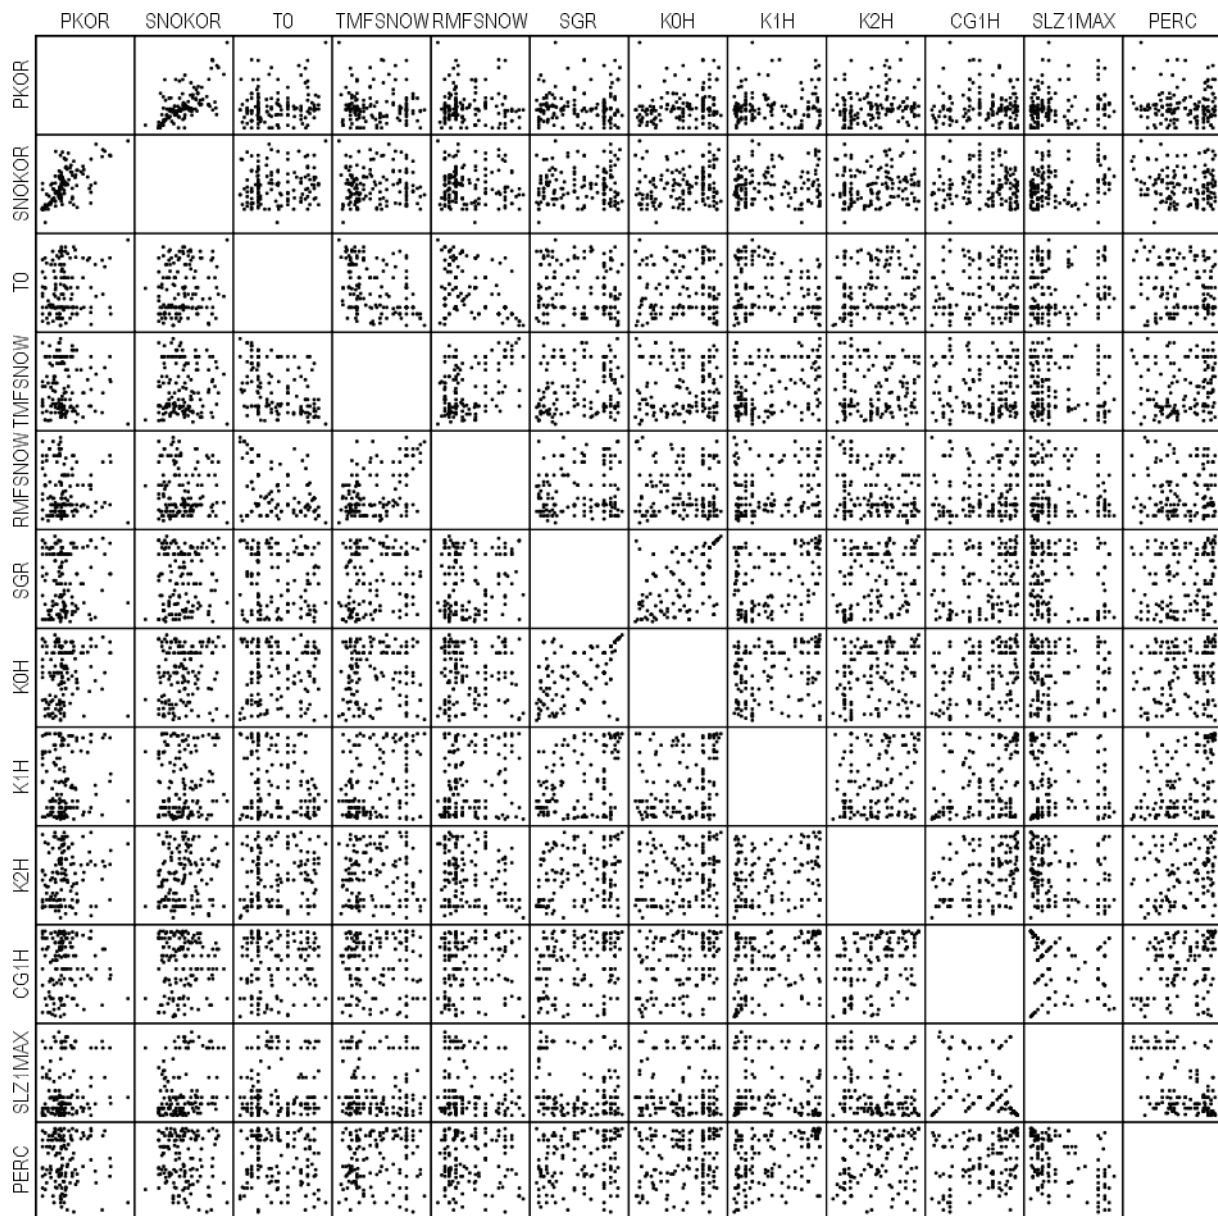 PKOR SNOKOR T0 TMFSNOW RMFSNOW SGR K0H K1H K2H CG1H SLZ1MAX PERC
PKOR
SNOKOR
T0
TMFSNOW
RMFSNOW
SGR
K0H
K1H
K2H
CG1H
SLZ1MAX
PERC